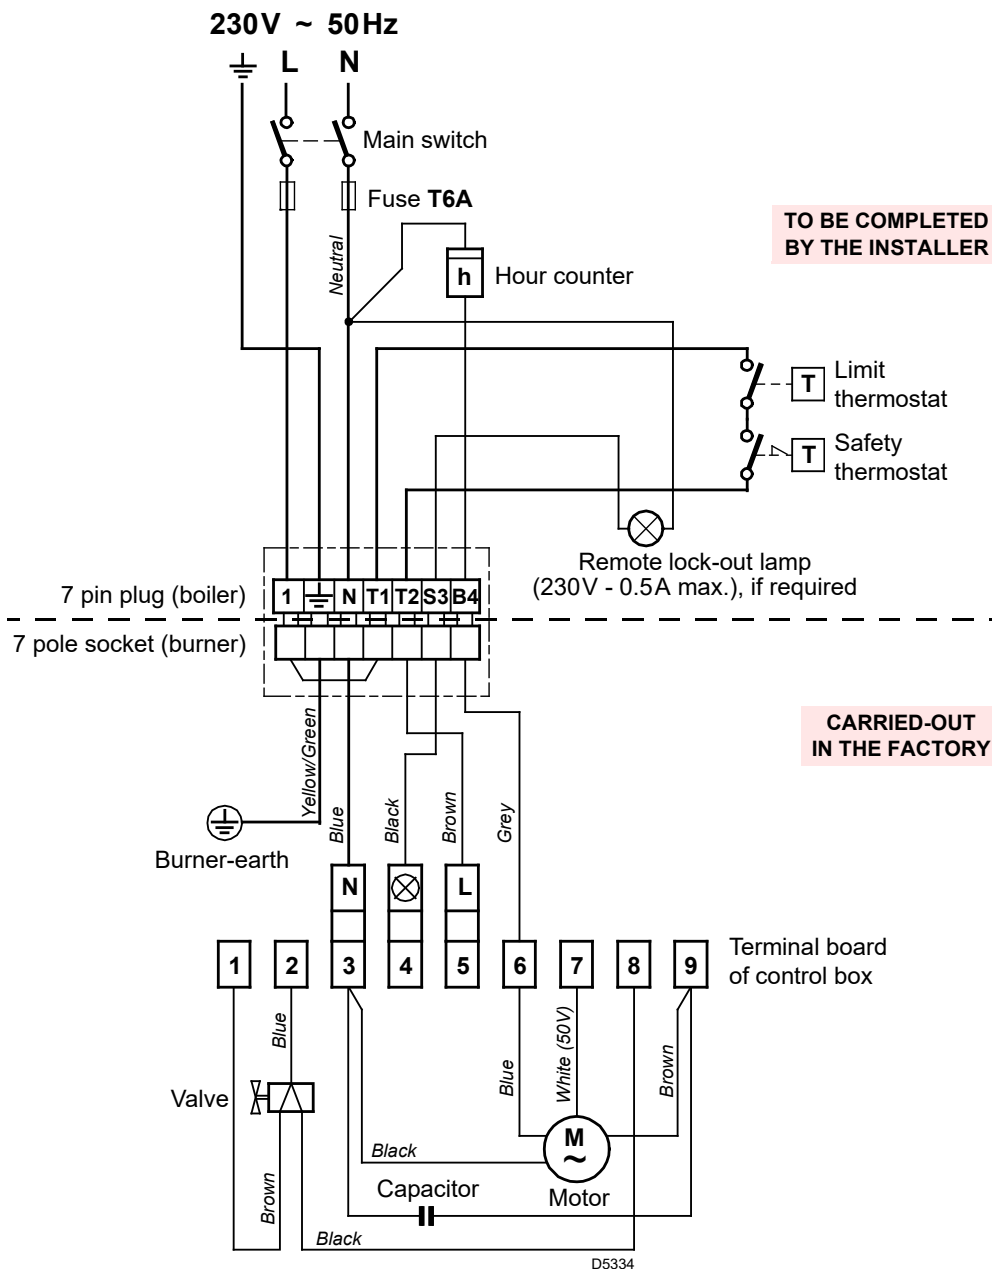 230V ~ 50Hz
L N
Main switch
Fuse T6A
TO BE COMPLETED
BY THE INSTALLER
Neutral
h
Hour counter
T
Limit
thermostat
T
Safety
thermostat
Remote lock-out lamp
(230V - 0.5A max.), if required
7 pin plug (boiler)
1 N T1 T2 S3 B4
7 pole socket (burner)
CARRIED-OUT
IN THE FACTORY
Yellow/Green
Blue
Black
Brown
Grey
Burner-earth
N L
1 2 3 4 5 6 7 8 9
Terminal board
of control box
Blue
Blue
White (50V)
Brown
Valve
M
~
Black
Motor
Capacitor
Brown
Black
D5334